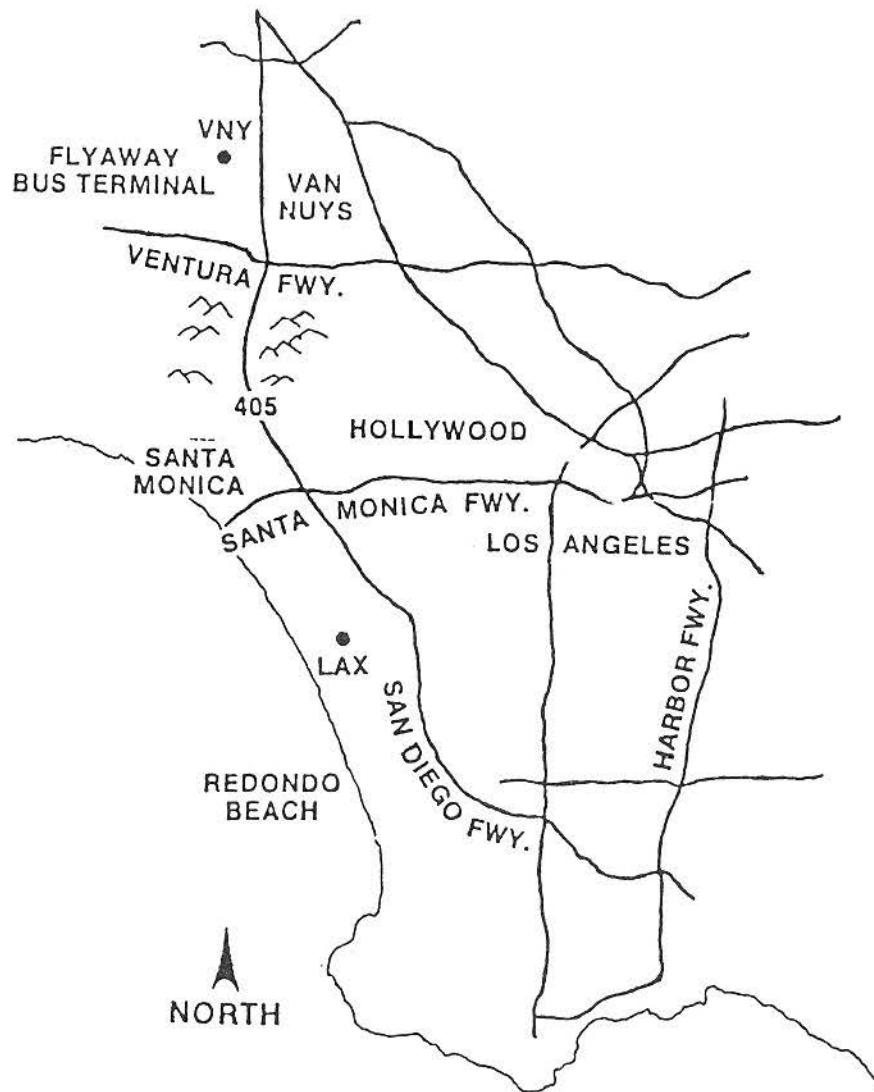 VNY
FLYAWAY
BUS TERMINAL
VAN
NUYS
VENTURA FWY.
405
HOLLYWOOD
SANTA
MONICA
SANTA MONICA FWY.
LOS ANGELES
LAX
SAN DIEGO FWY.
HARBOR FWY.
REDONDO
BEACH
NORTH